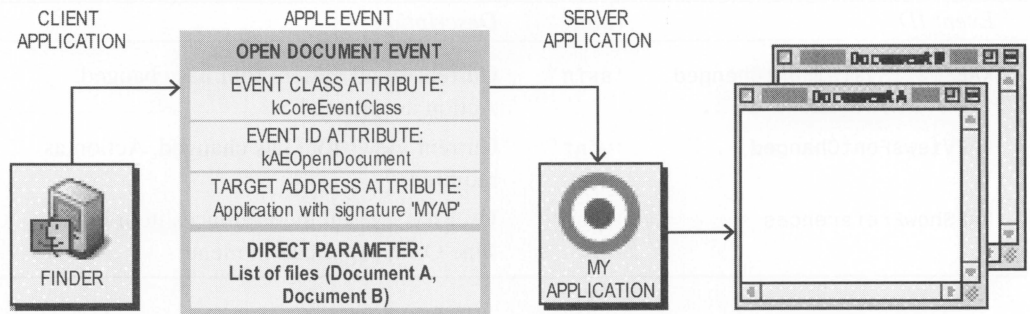 CLIENT
APPLICATION
APPLE EVENT
SERVER
APPLICATION
OPEN DOCUMENT EVENT
EVENT CLASS ATTRIBUTE:
kCoreEventClass
EVENT ID ATTRIBUTE:
kAEOpenDocument
TARGET ADDRESS ATTRIBUTE:
Application with signature 'MYAP'
DIRECT PARAMETER:
List of files (Document A,
Document B)
FINDER
MY
APPLICATION
Document B
Document A